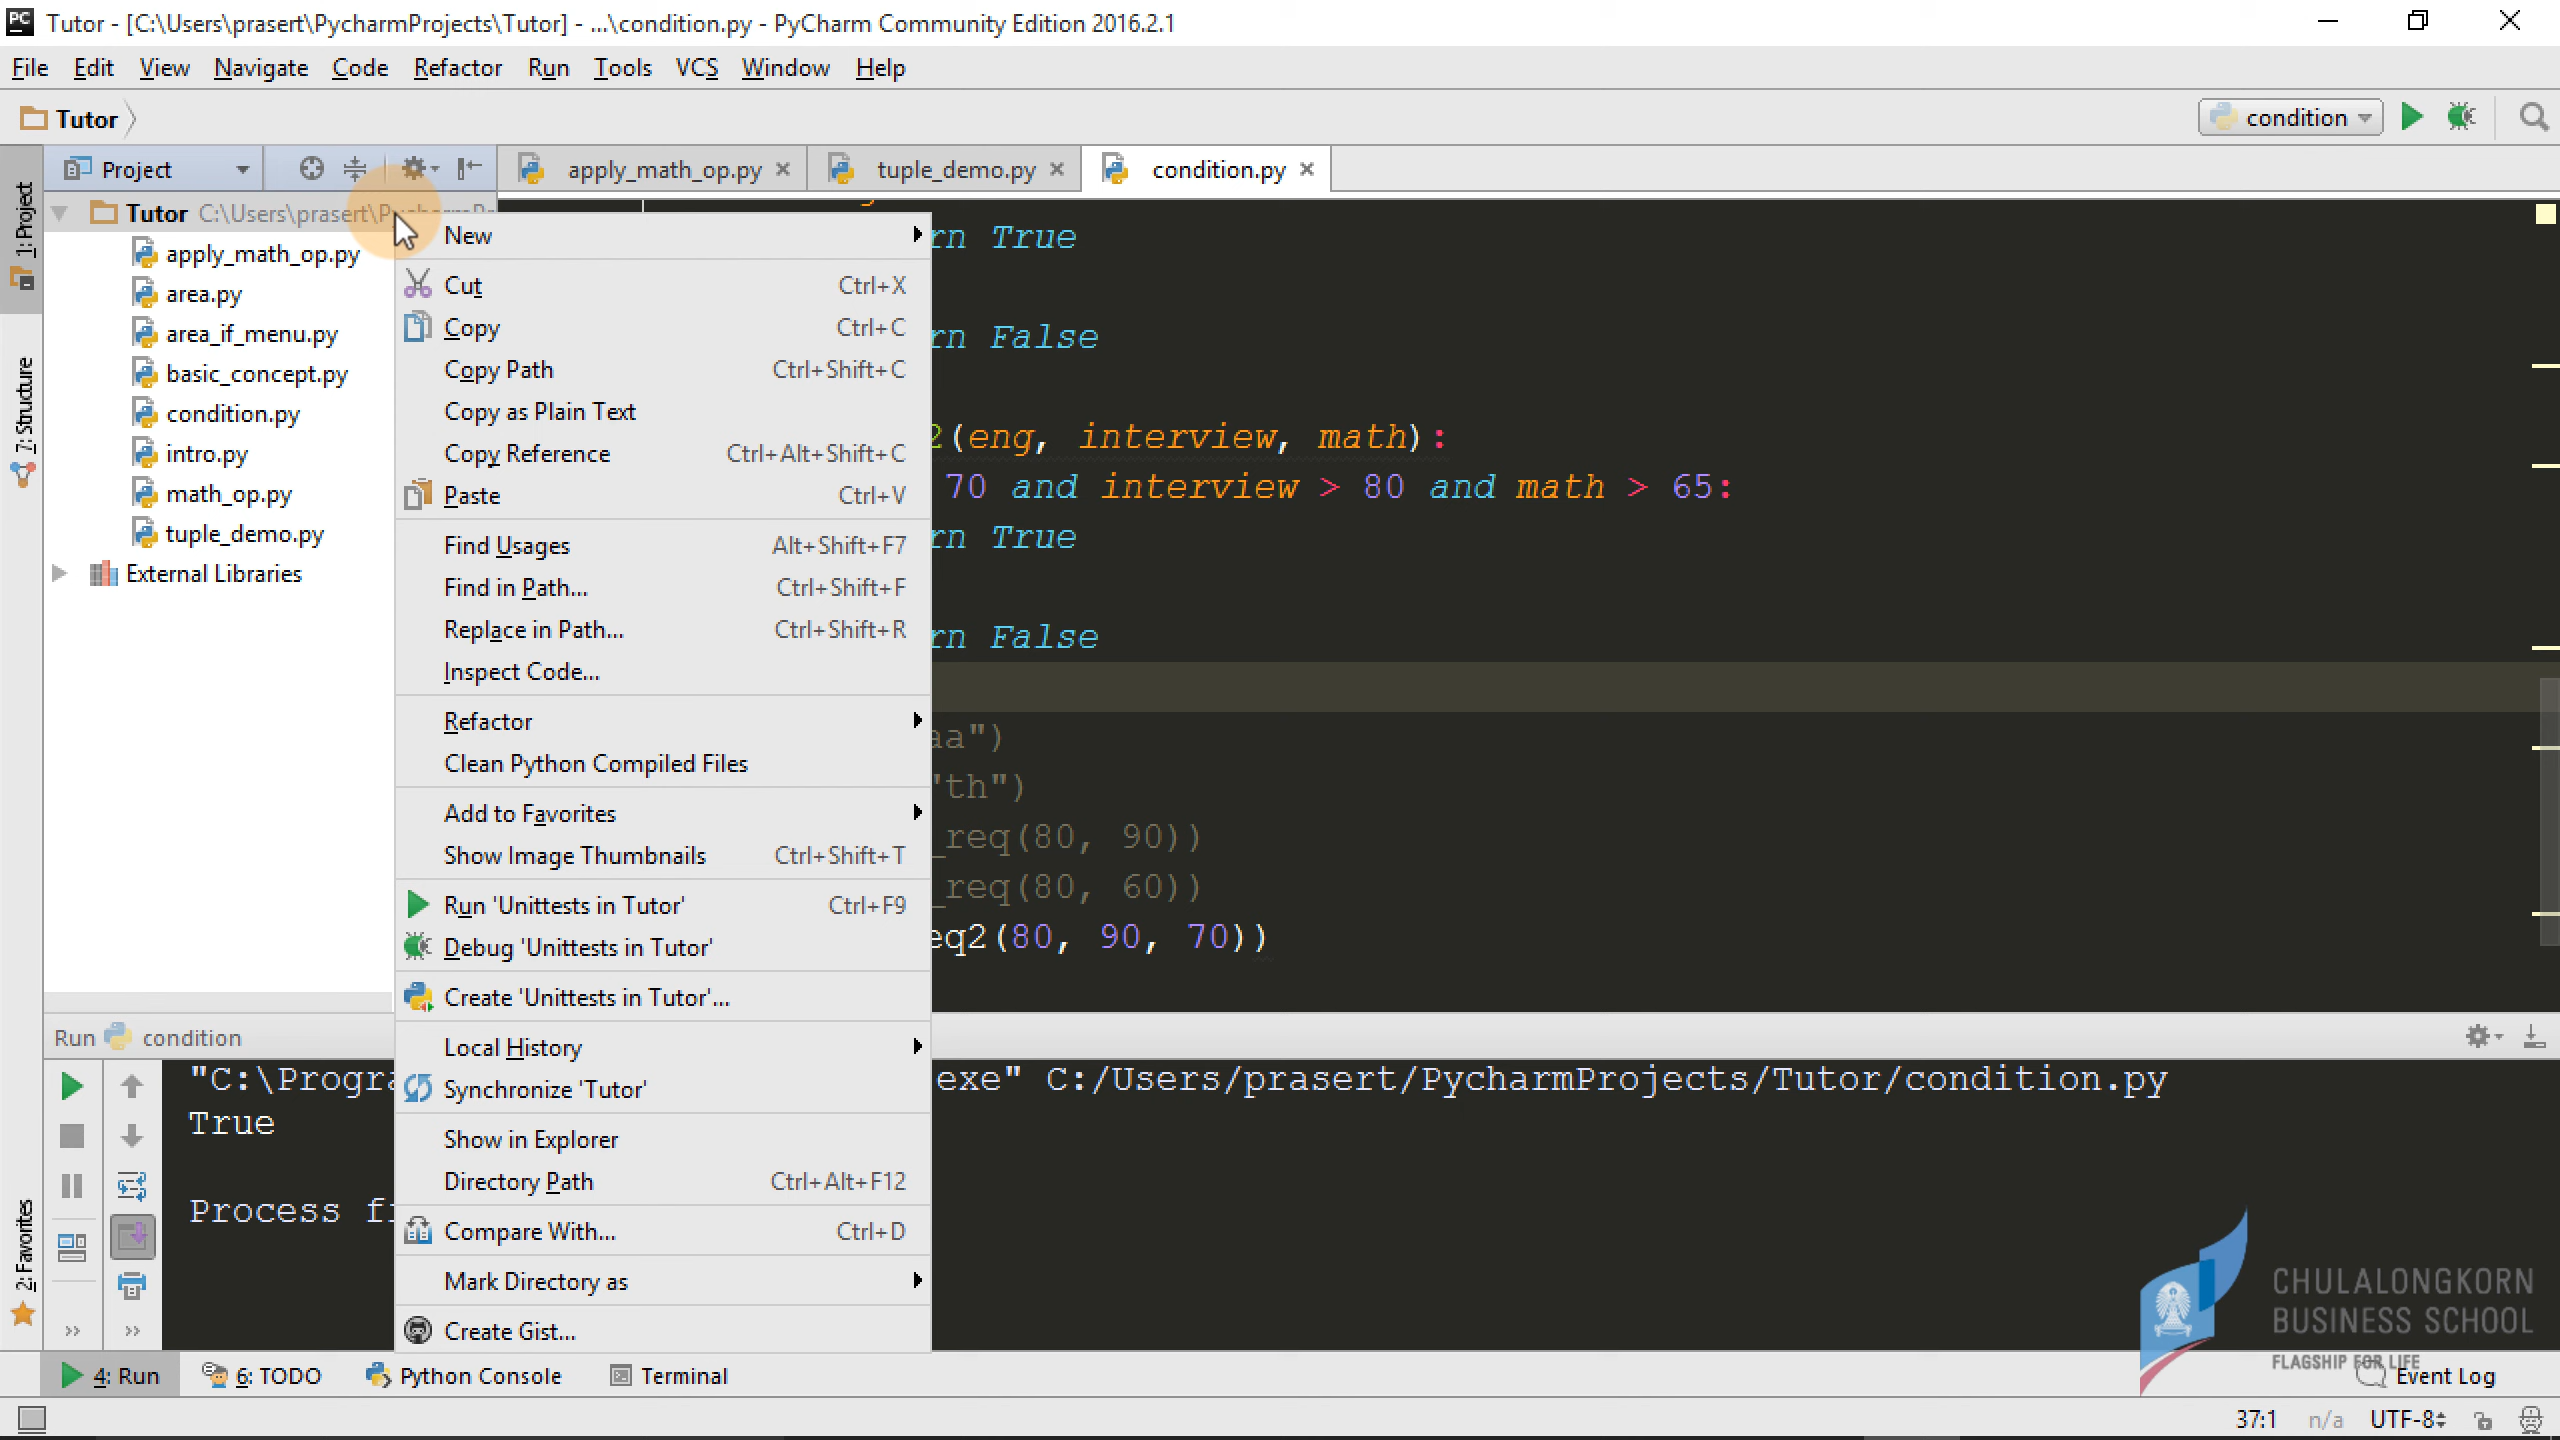 Tutor - [C:\Users\prasert\PycharmProjects\Tutor] - ...\condition.py - PyCharm Community Edition 2016.2.1
File Edit View Navigate Code Refactor Run Tools VCS Window Help
Tutor
condition
Project
apply_math_op.py
tuple_demo.py
condition.py
1: Project
7: Structure
2: Favorites
Tutor C:\Users\prasert\PycharmPr
apply_math_op.py
area.py
area_if_menu.py
basic_concept.py
condition.py
intro.py
math_op.py
tuple_demo.py
External Libraries
New
Cut Ctrl+X
Copy Ctrl+C
Copy Path Ctrl+Shift+C
Copy as Plain Text
Copy Reference Ctrl+Alt+Shift+C
Paste Ctrl+V
Find Usages Alt+Shift+F7
Find in Path... Ctrl+Shift+F
Replace in Path... Ctrl+Shift+R
Inspect Code...
Refactor
Clean Python Compiled Files
Add to Favorites
Show Image Thumbnails Ctrl+Shift+T
Run 'Unittests in Tutor' Ctrl+F9
Debug 'Unittests in Tutor'
Create 'Unittests in Tutor'...
Local History
Synchronize 'Tutor'
Show in Explorer
Directory Path Ctrl+Alt+F12
Compare With... Ctrl+D
Mark Directory as
Create Gist...
rn True
rn False
2(eng, interview, math):
70 and interview > 80 and math > 65:
rn True
rn False
aa")
"th")
_req(80, 90))
_req(80, 60))
eq2(80, 90, 70))
Run condition
"C:\Progra exe" C:/Users/prasert/PycharmProjects/Tutor/condition.py
True
Process fi
CHULALONGKORN
BUSINESS SCHOOL
FLAGSHIP FOR LIFE
4: Run 6: TODO Python Console Terminal Event Log
37:1 n/a UTF-8